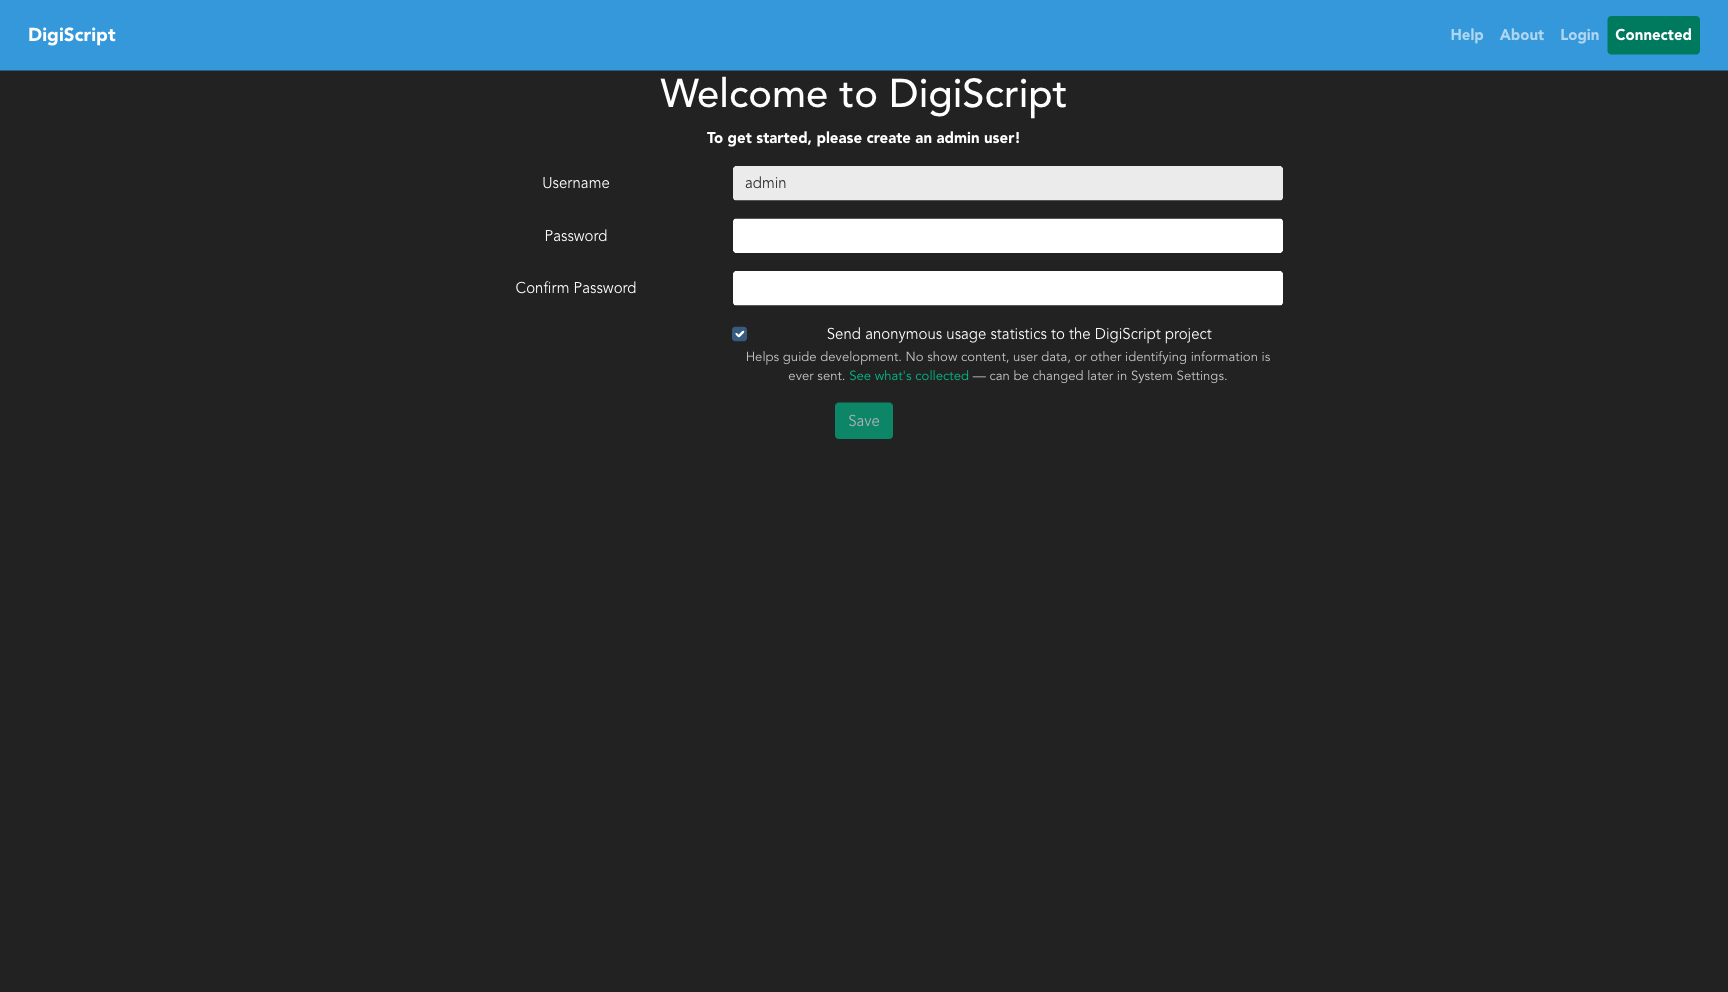 DigiScript
Help About Login Connected
Welcome to DigiScript
To get started, please create an admin user!
Username
admin
Password
Confirm Password
Send anonymous usage statistics to the DigiScript project
Helps guide development. No show content, user data, or other identifying information is
ever sent. See what's collected — can be changed later in System Settings.
Save